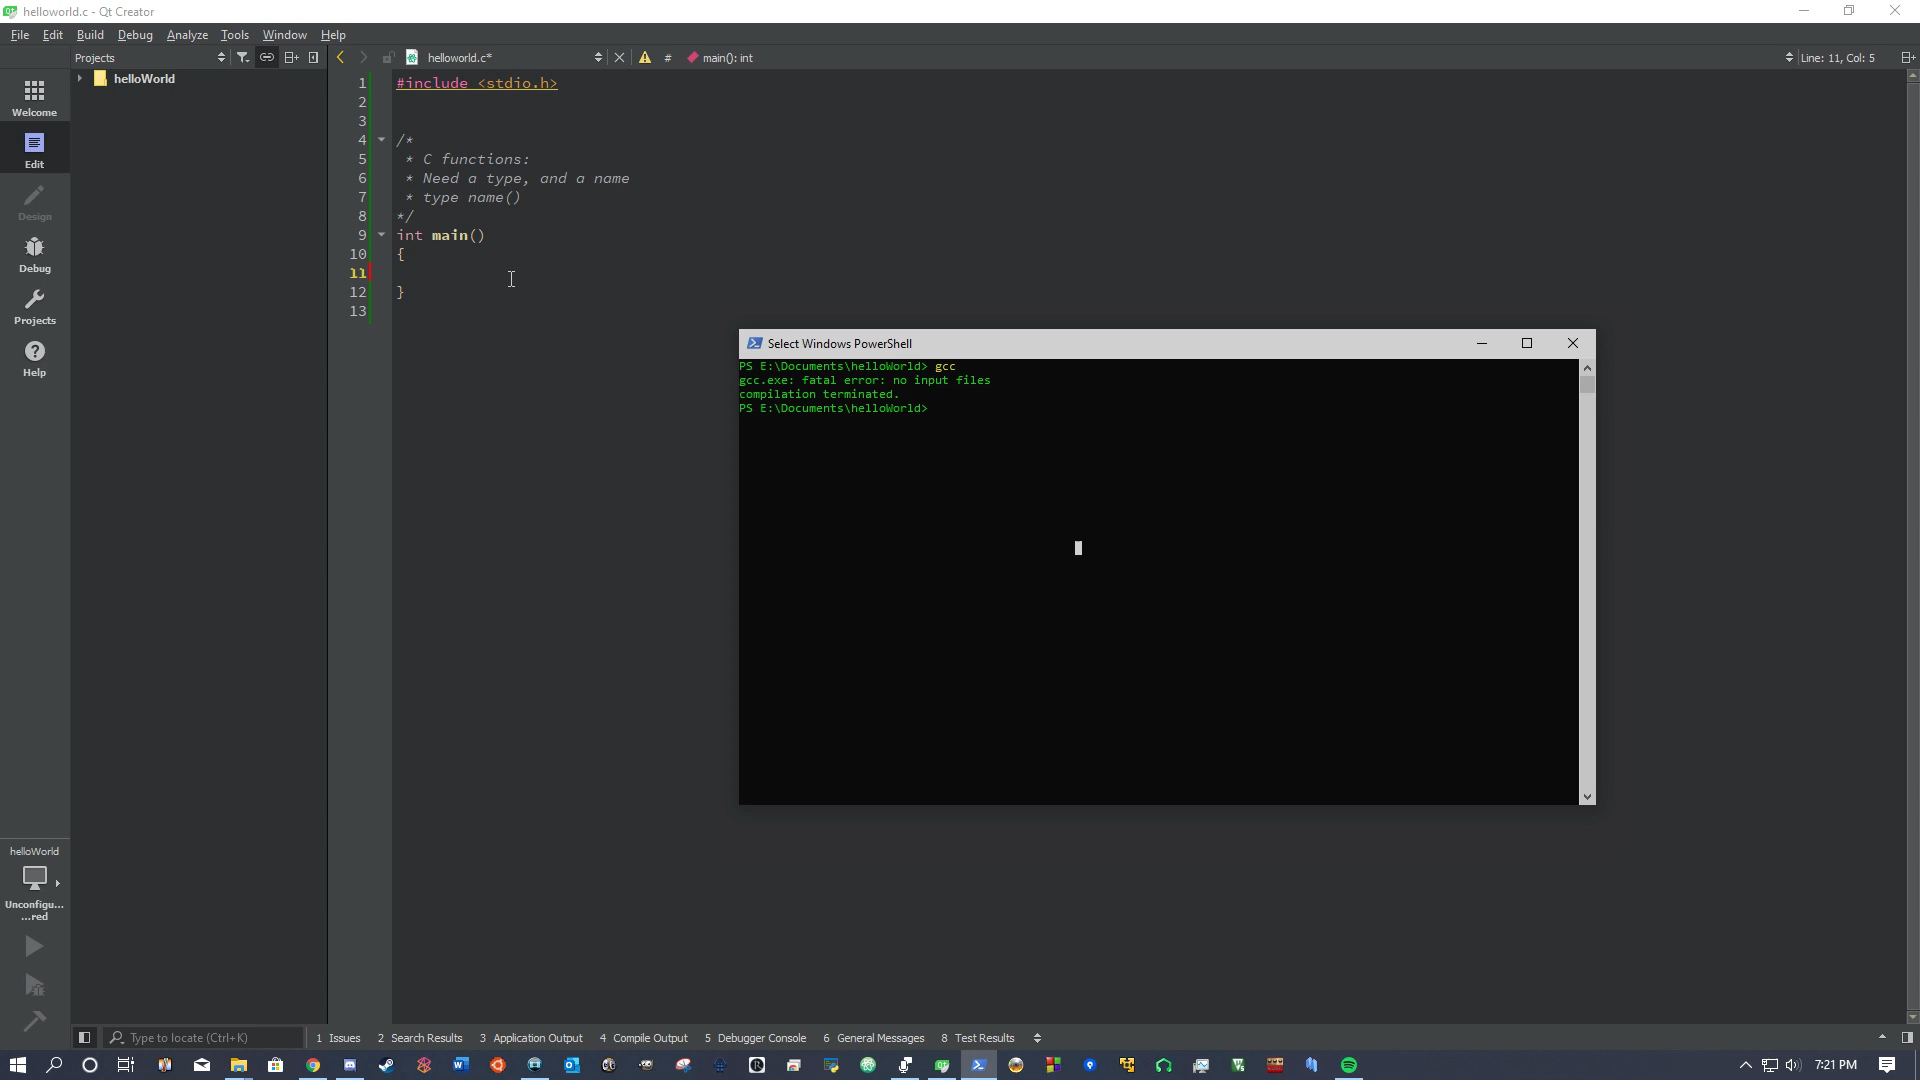 helloworld.c - Qt Creator
File Edit Build Debug Analyze Tools Window Help
Projects
helloworld.c*
#
main(): int
Line: 11, Col: 5
helloWorld
Welcome
Edit
Design
Debug
Projects
Help
1 #include <stdio.h>
2
3
4 /*
5 * C functions:
6 * Need a type, and a name
7 * type name()
8 */
9 int main()
10 {
11
12 }
13
Select Windows PowerShell
PS E:\Documents\helloWorld> gcc
gcc.exe: fatal error: no input files
compilation terminated.
PS E:\Documents\helloWorld>
helloWorld
Unconfigu...
...red
Type to locate (Ctrl+K)
1 Issues 2 Search Results 3 Application Output 4 Compile Output 5 Debugger Console 6 General Messages 8 Test Results
7:21 PM